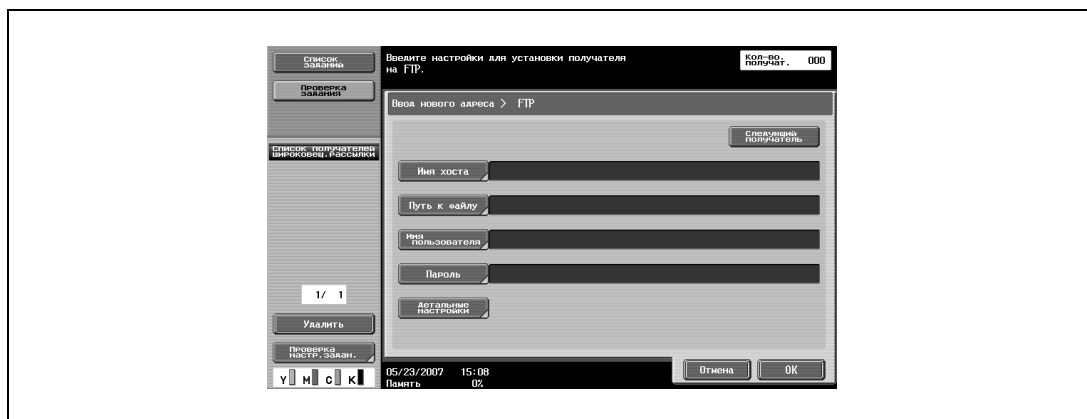 Список
задания
Проверка
задания
Список получателей
широковещ.рассылки
1/ 1
Удалить
Проверка
настр.задан.
Y M C K
Введите настройки для установки получателя
на FTP.
Кол-во.
получат. 000
Ввод нового адреса > FTP
Следующий
получатель
Имя хоста
Путь к файлу
Имя
пользователя
Пароль
Детальные
настройки
05/23/2007 15:08
Память 0%
Отмена
OK